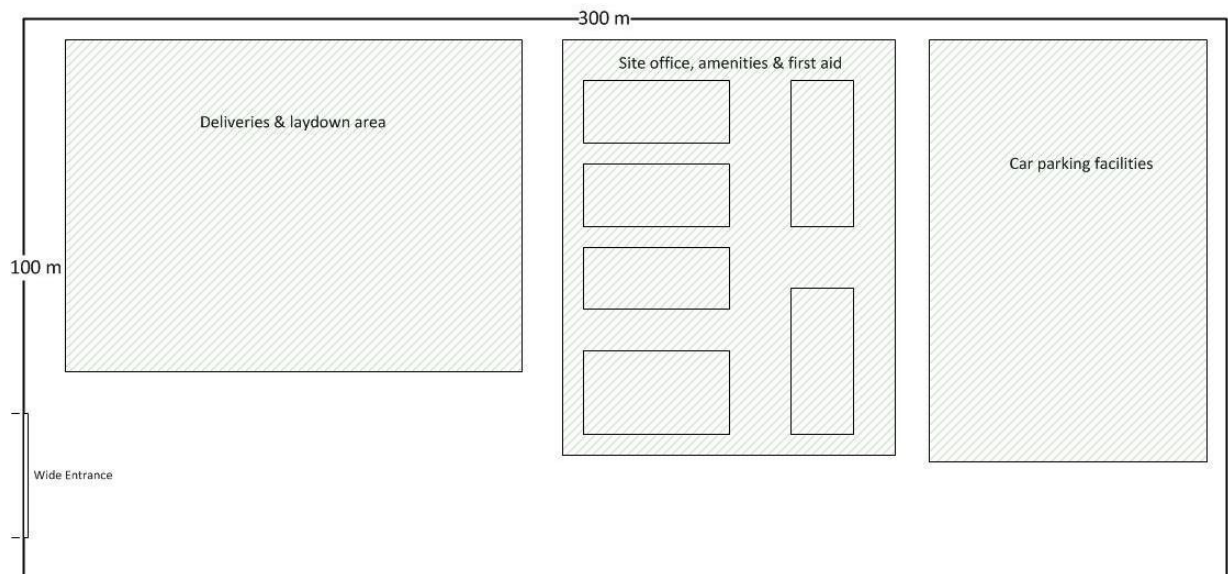 300 m
Site office, amenities & first aid
Deliveries & laydown area
Car parking facilities
100 m
Wide Entrance